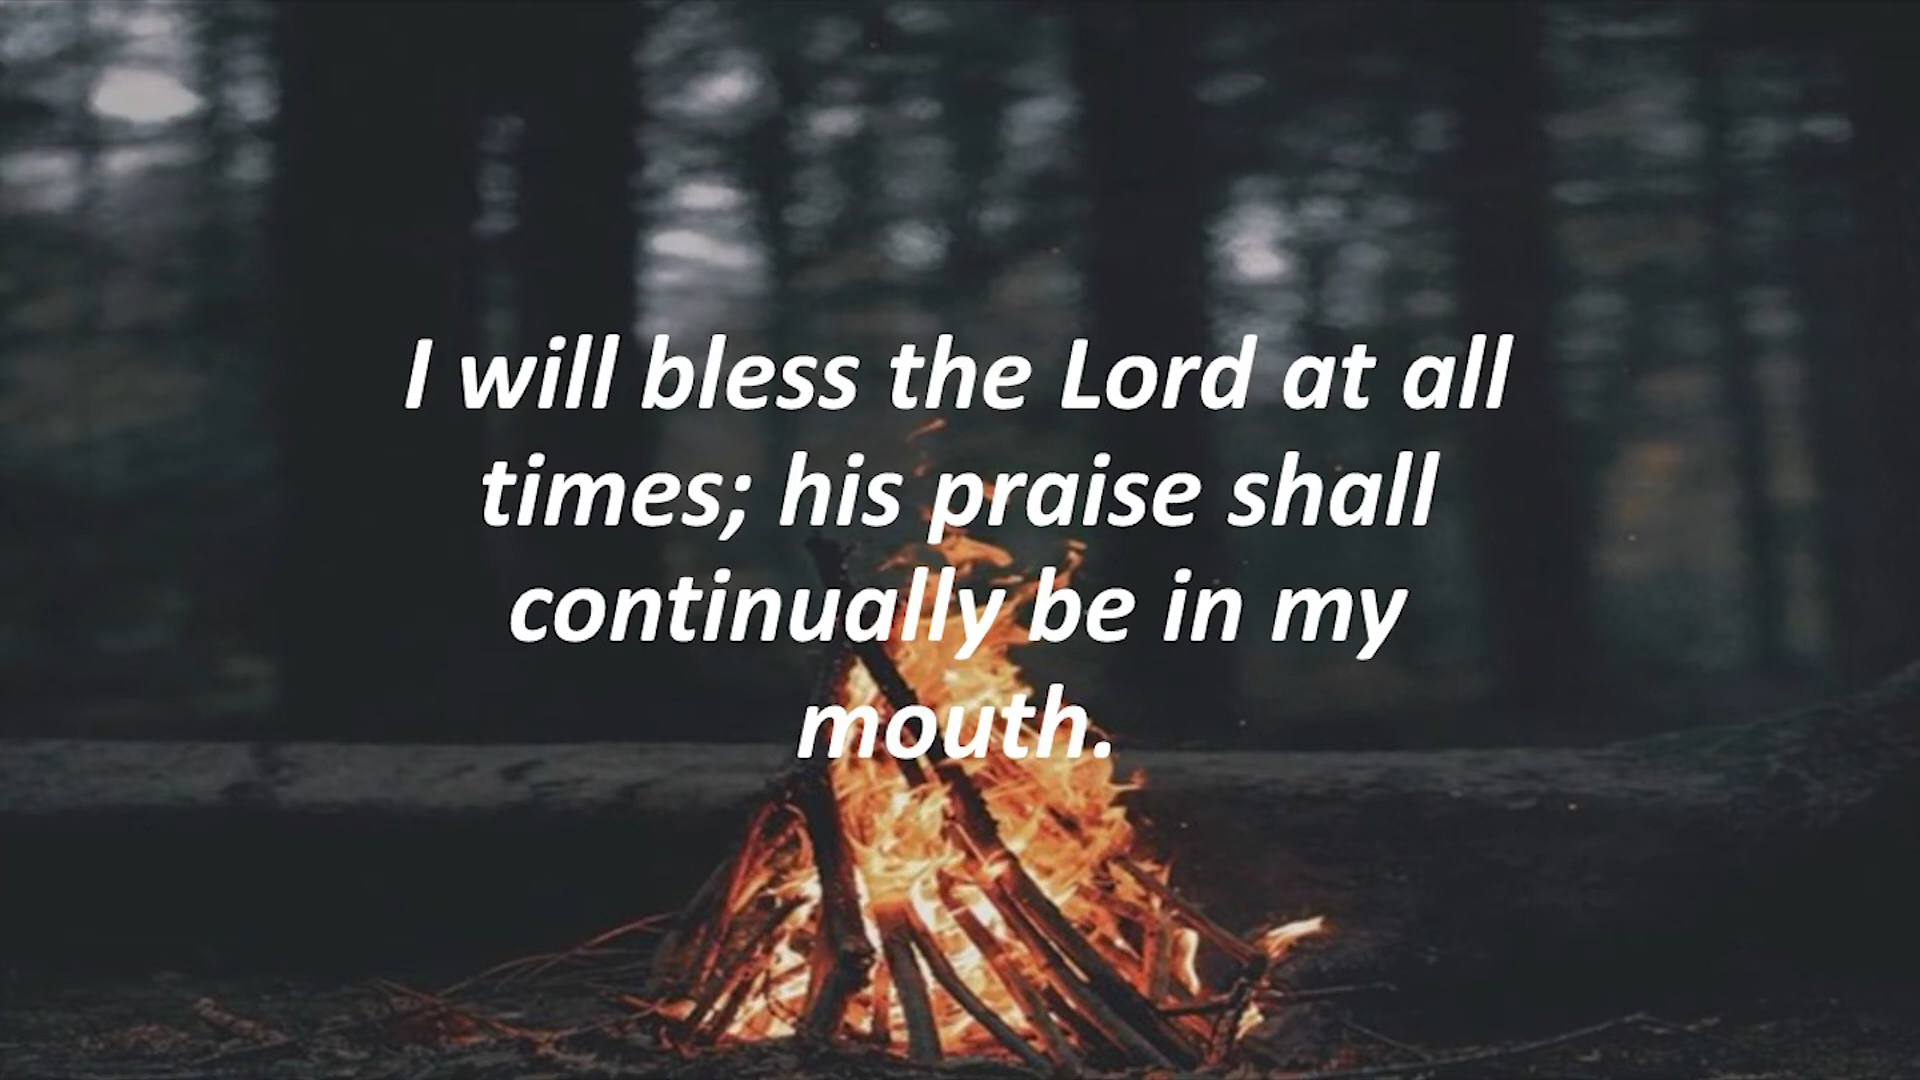 I will bless the Lord at all
times; his praise shall
continually be in my
mouth.